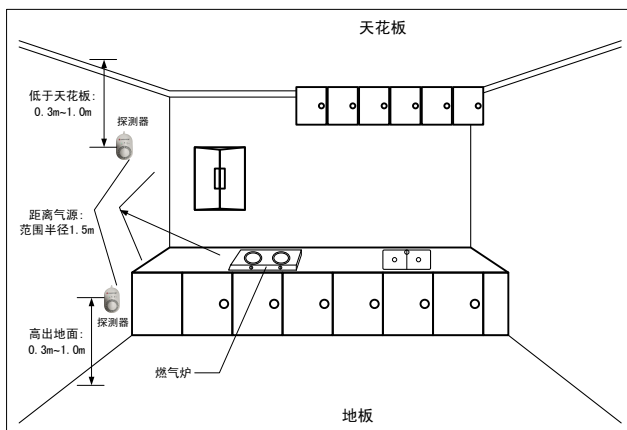 天花板
低于天花板:
0.3m~1.0m
探测器
距离气源:
范围半径1.5m
探测器
高出地面:
0.3m~1.0m
燃气炉
地板